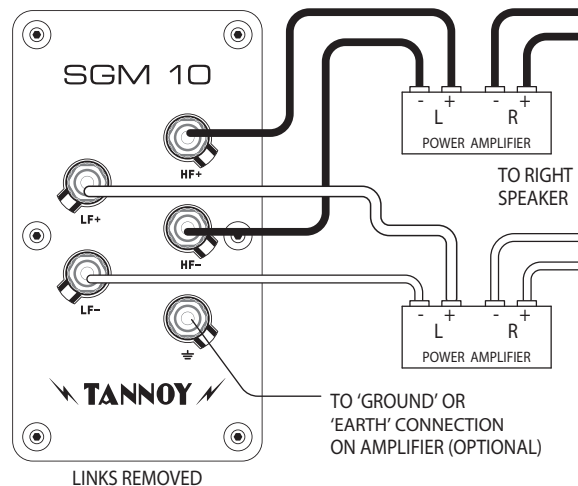 SGM 10
HF+
LF+
HF-
LF-
TANNOY
LINKS REMOVED
- + - +
L R
POWER AMPLIFIER
TO RIGHT
SPEAKER
- + - +
L R
POWER AMPLIFIER
TO 'GROUND' OR
'EARTH' CONNECTION
ON AMPLIFIER (OPTIONAL)